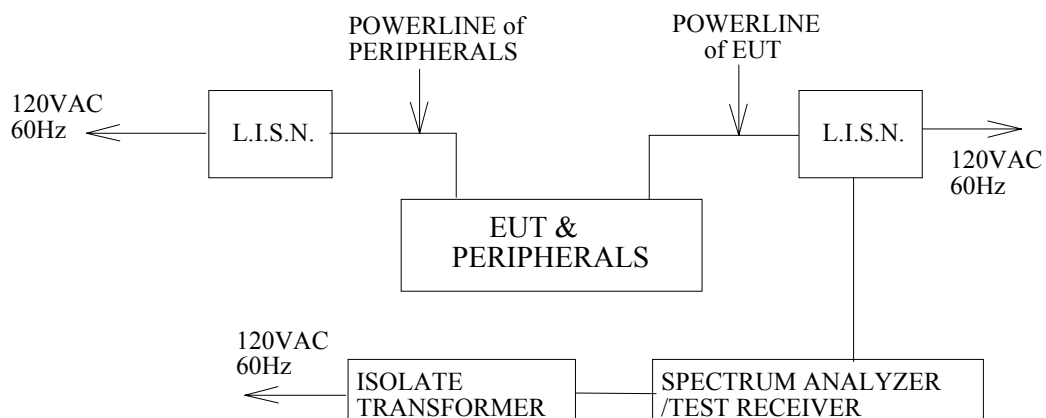 POWERLINE of
PERIPHERALS
POWERLINE
of EUT
120VAC
60Hz
L.I.S.N.
L.I.S.N.
120VAC
60Hz
EUT &
PERIPHERALS
120VAC
60Hz
ISOLATE
TRANSFORMER
SPECTRUM ANALYZER
/TEST RECEIVER